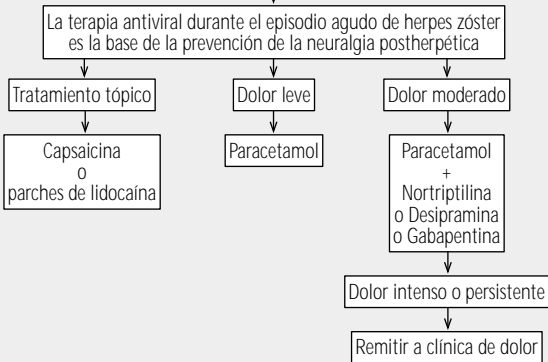 La terapia antiviral durante el episodio agudo de herpes zóster
es la base de la prevención de la neuralgia postherpética
Tratamiento tópico
Dolor leve
Dolor moderado
Capsaicina
o
parches de lidocaína
Paracetamol
Paracetamol
+
Nortriptilina
o Desipramina
o Gabapentina
Dolor intenso o persistente
Remitir a clínica de dolor